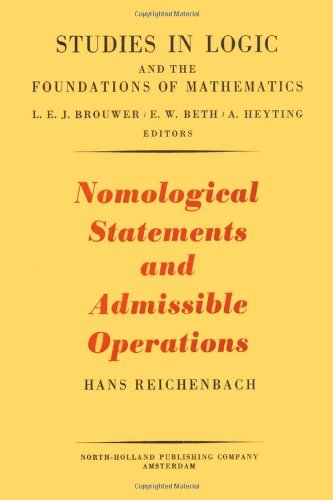 STUDIES IN LOGIC
AND THE
FOUNDATIONS OF MATHEMATICS
L. E. J. BROUWER / E. W. BETH / A. HEYTING
EDITORS
Nomological
Statements
and
Admissible
Operations
HANS REICHENBACH
NORTH-HOLLAND PUBLISHING COMPANY
AMSTERDAM